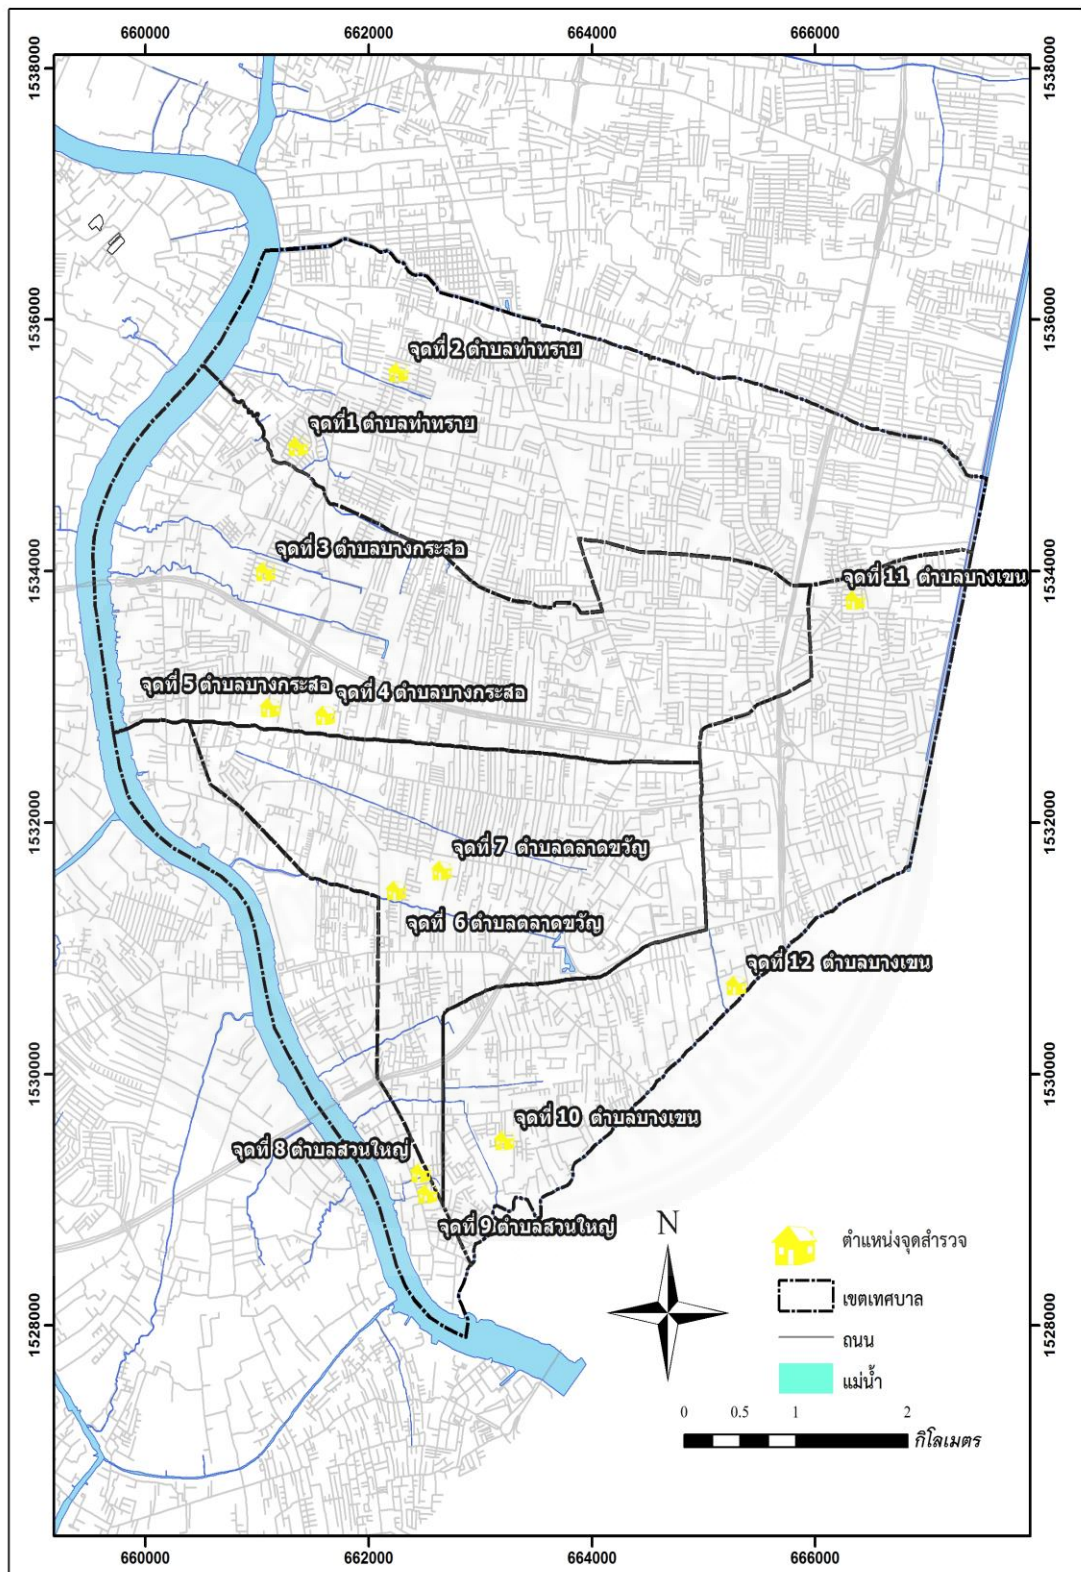 660000 662000 664000 666000
1538000 1538000
1536000 1536000
จุดที่ 2 ตำบลท่าทราย
จุดที่1 ตำบลท่าทราย
จุดที่ 3 ตำบลบางกระสอ
1534000 1534000
จุดที่ 11 ตำบลบางเขน
จุดที่ 5 ตำบลบางกระสอ
จุดที่ 4 ตำบลบางกระสอ
1532000 1532000
จุดที่ 7 ตำบลตลาดขวัญ
จุดที่ 6 ตำบลตลาดขวัญ
จุดที่ 12 ตำบลบางเขน
1530000 1530000
จุดที่ 10 ตำบลบางเขน
จุดที่ 8 ตำบลสวนใหญ่
จุดที่ 9 ตำบลสวนใหญ่
N
ตำแหน่งจุดสำรวจ
เขตเทศบาล
1528000 1528000
ถนน
แม่น้ำ
0 0.5 1 2
กิโลเมตร
660000 662000 664000 666000